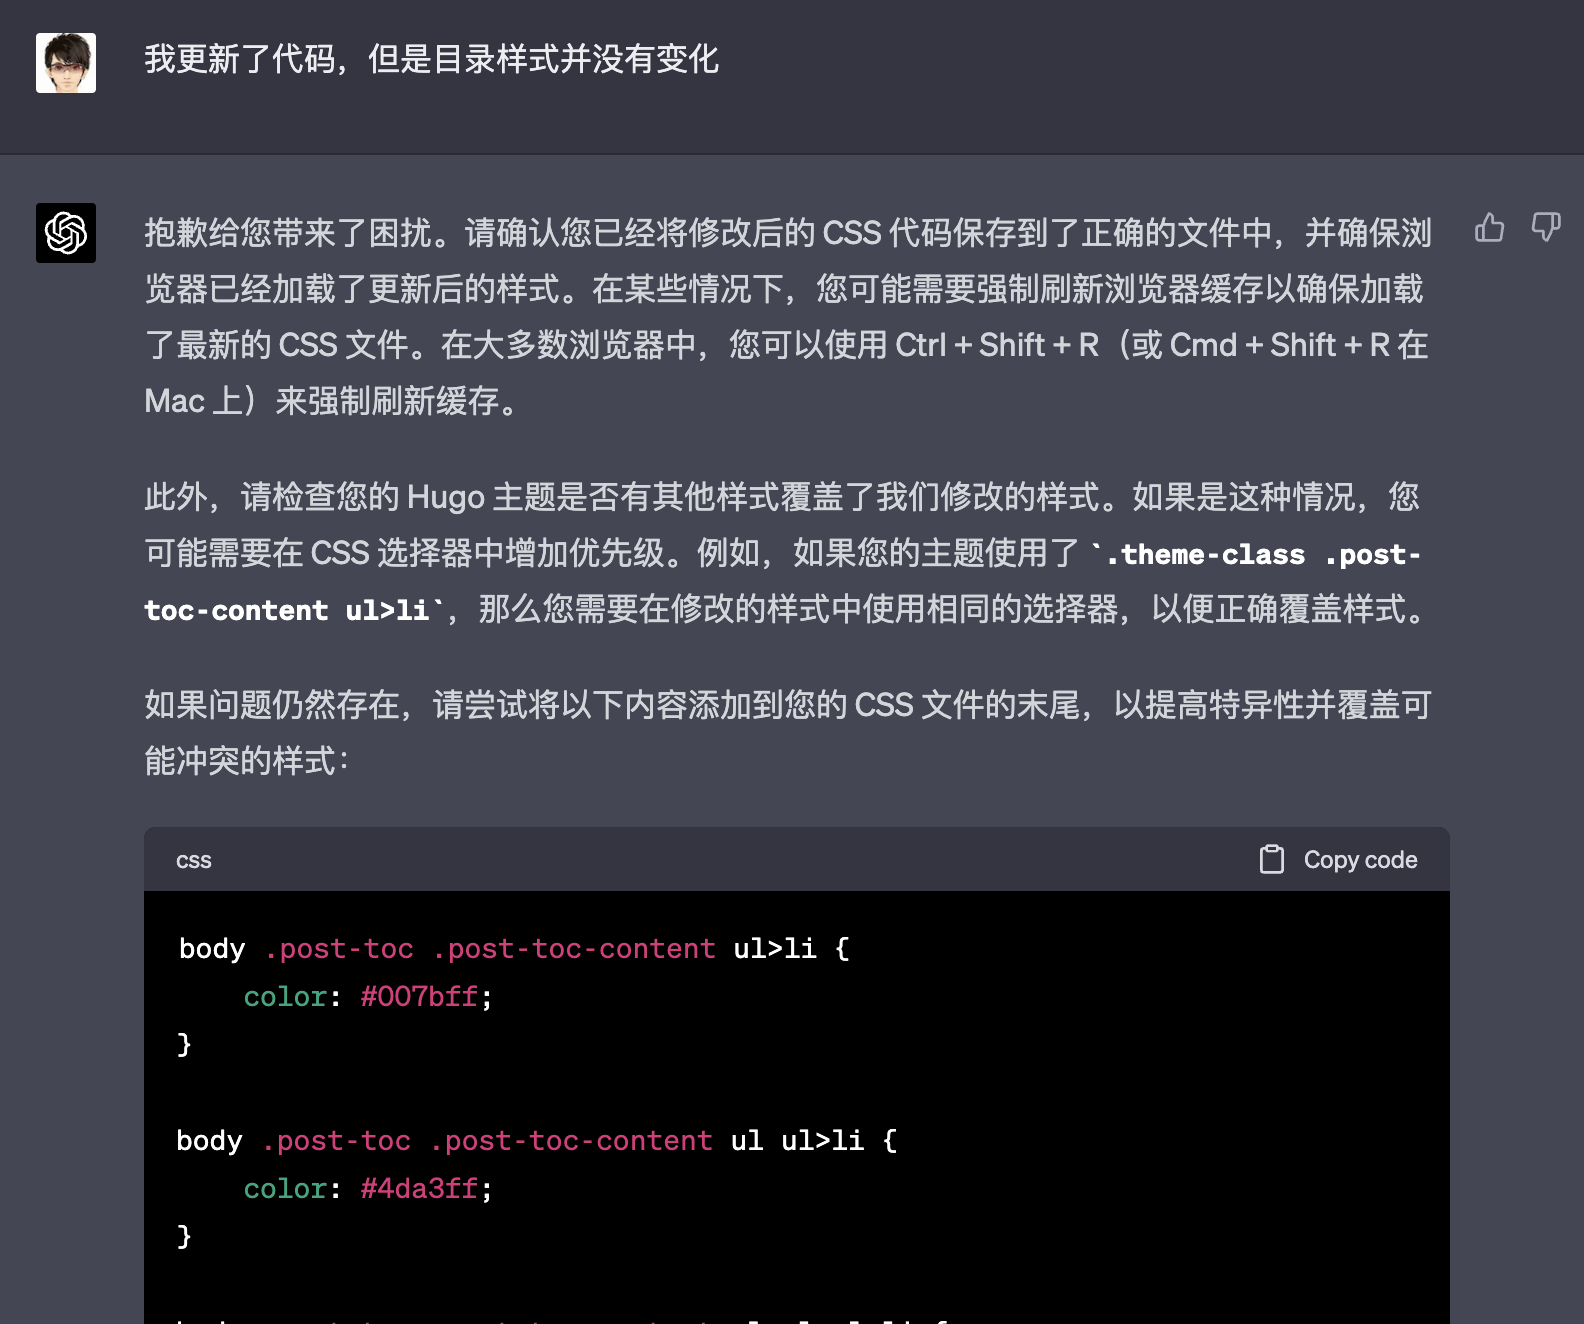 我更新了代码，但是目录样式并没有变化
抱歉给您带来了困扰。请确认您已经将修改后的 CSS 代码保存到了正确的文件中，并确保浏
览器已经加载了更新后的样式。在某些情况下，您可能需要强制刷新浏览器缓存以确保加载
了最新的 CSS 文件。在大多数浏览器中，您可以使用 Ctrl + Shift + R（或 Cmd + Shift + R 在
Mac 上）来强制刷新缓存。
此外，请检查您的 Hugo 主题是否有其他样式覆盖了我们修改的样式。如果是这种情况，您
可能需要在 CSS 选择器中增加优先级。例如，如果您的主题使用了 `.theme-class .post-
toc-content ul>li`，那么您需要在修改的样式中使用相同的选择器，以便正确覆盖样式。
如果问题仍然存在，请尝试将以下内容添加到您的 CSS 文件的末尾，以提高特异性并覆盖可
能冲突的样式：
css
Copy code
body .post-toc .post-toc-content ul>li {
    color: #007bff;
}
body .post-toc .post-toc-content ul ul>li {
    color: #4da3ff;
}